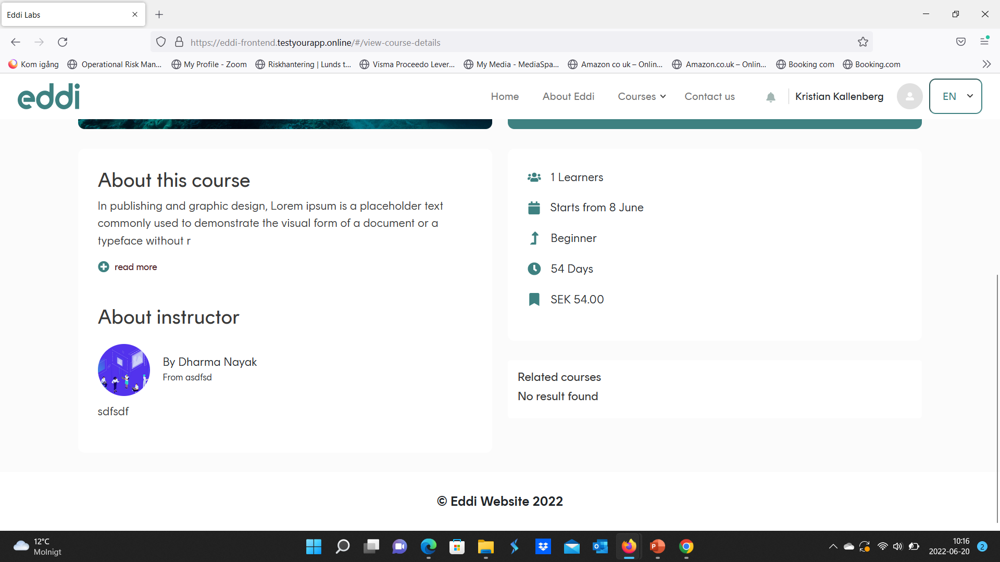 Eddi Labs
https://eddi-frontend.testyourapp.online/#/view-course-details
Kom igång
Operational Risk Man...
My Profile - Zoom
Riskhantering | Lunds t...
Visma Proceedo Lever...
My Media - MediaSpa...
Amazon co uk – Onlin...
Amazon.co.uk – Onlin...
Booking com
Booking.com
eddi
Home
About Eddi
Courses
Contact us
Kristian Kallenberg
EN
About this course
In publishing and graphic design, Lorem ipsum is a placeholder text
commonly used to demonstrate the visual form of a document or a
typeface without r
read more
About instructor
By Dharma Nayak
From asdfsd
sdfsdf
1 Learners
Starts from 8 June
Beginner
54 Days
SEK 54.00
Related courses
No result found
© Eddi Website 2022
12°C
Molnigt
10:16
2022-06-20
2